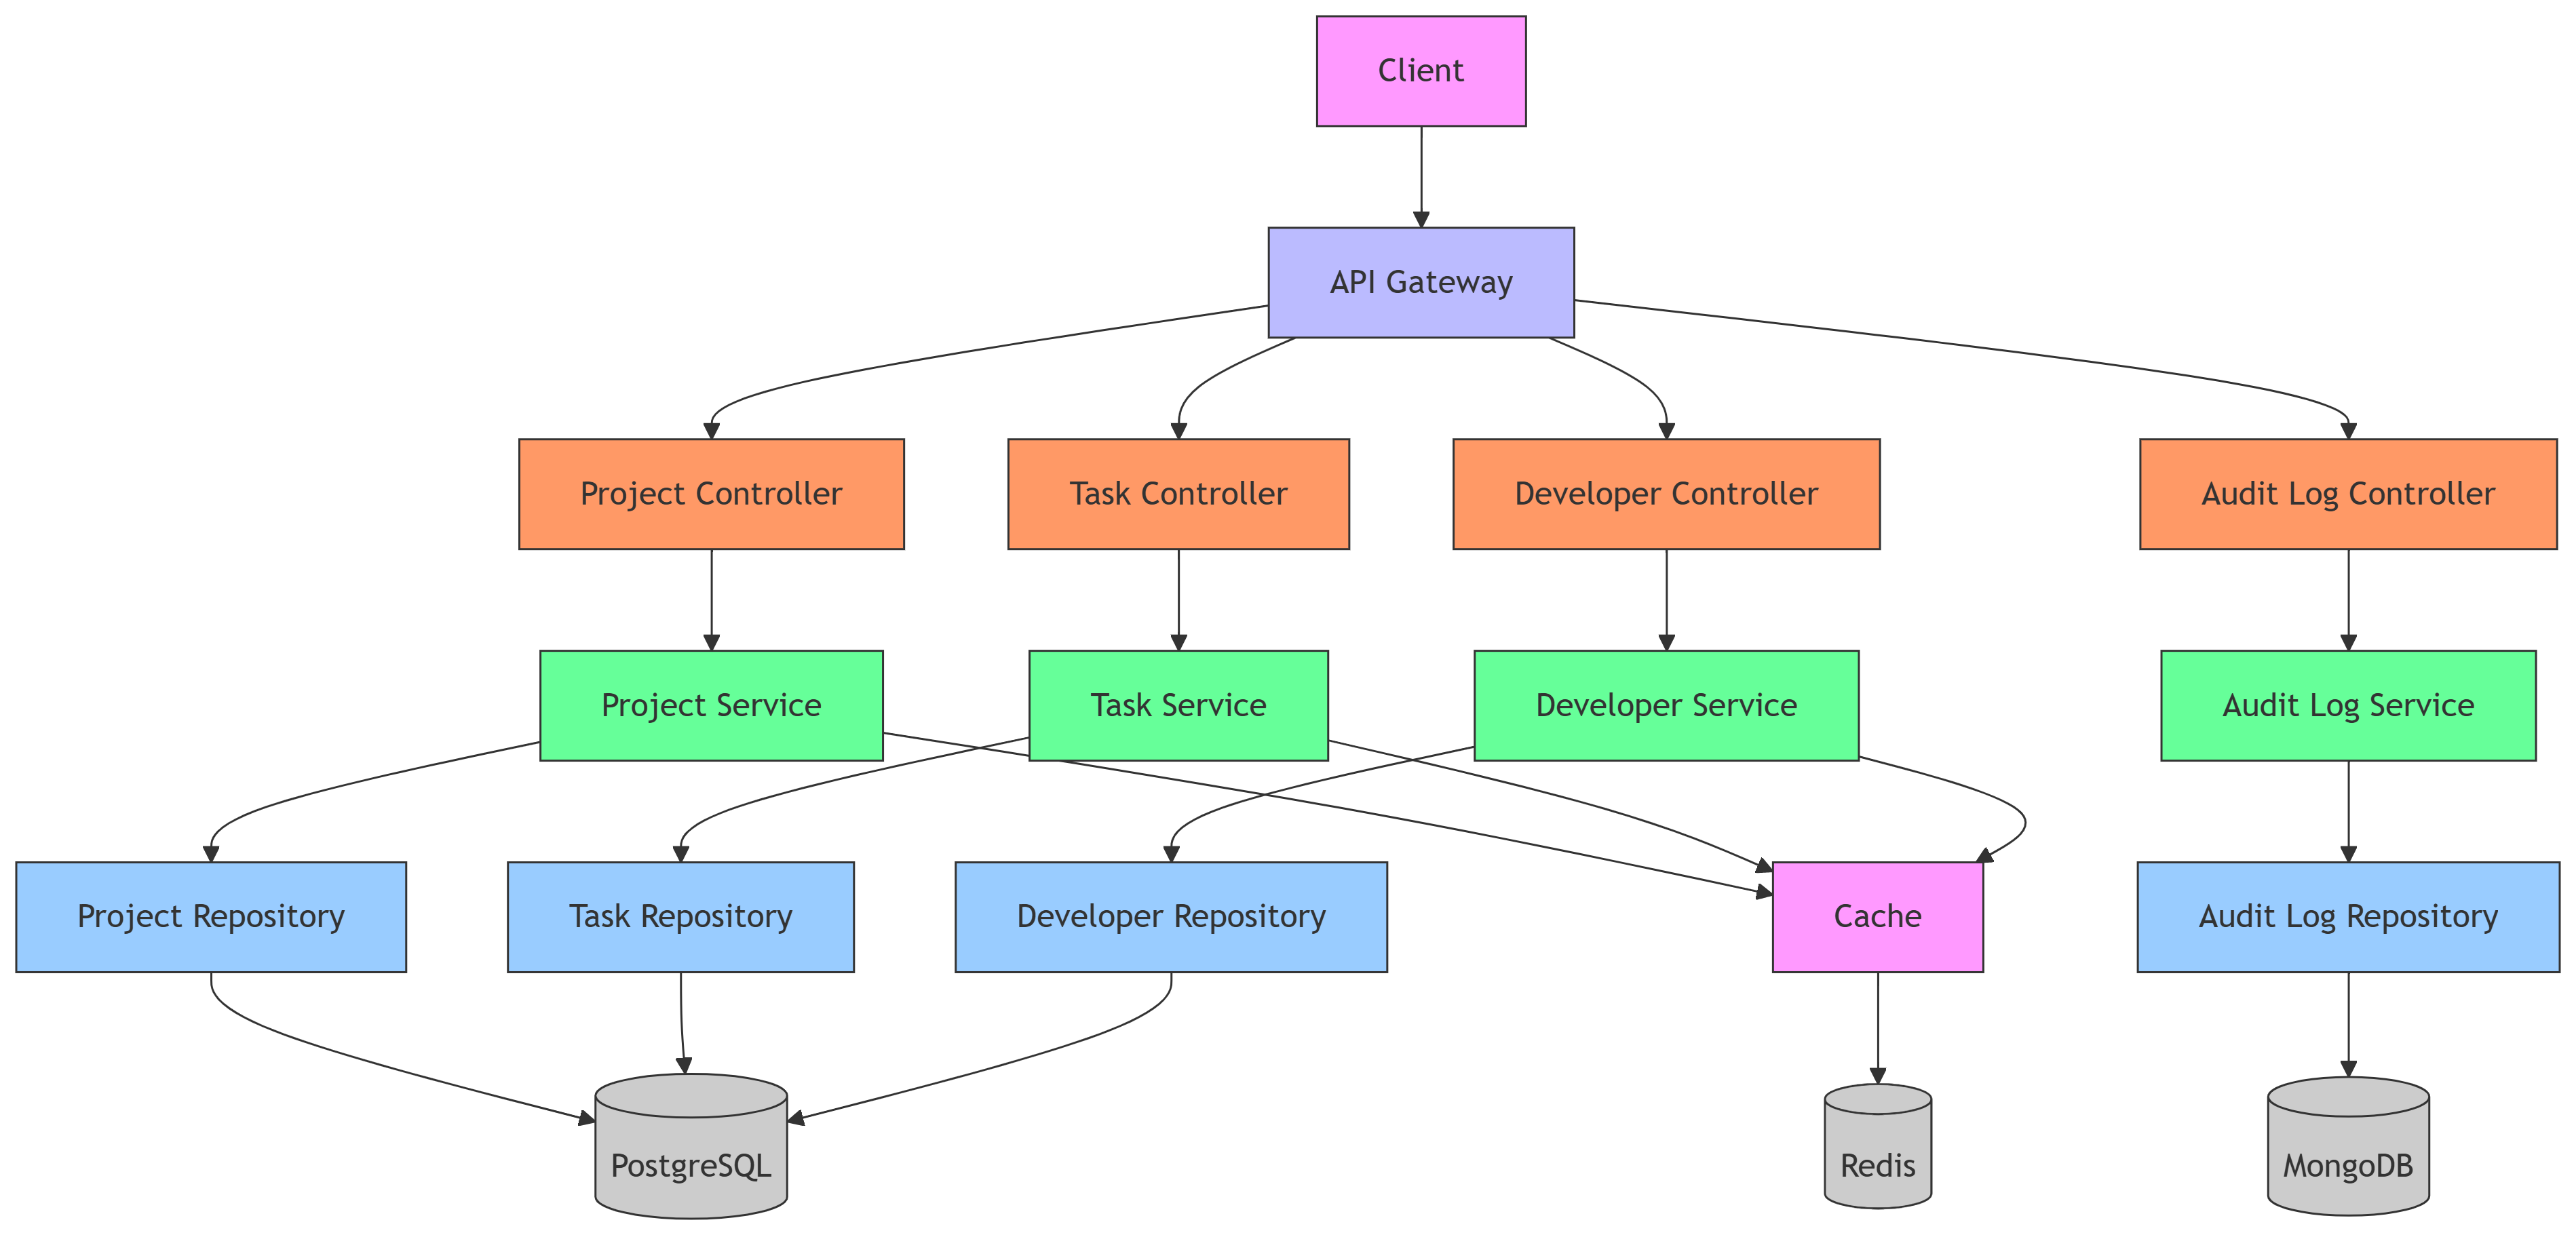 Client
API Gateway
Project Controller
Task Controller
Developer Controller
Audit Log Controller
Project Service
Task Service
Developer Service
Audit Log Service
Project Repository
Task Repository
Developer Repository
Cache
Audit Log Repository
PostgreSQL
Redis
MongoDB